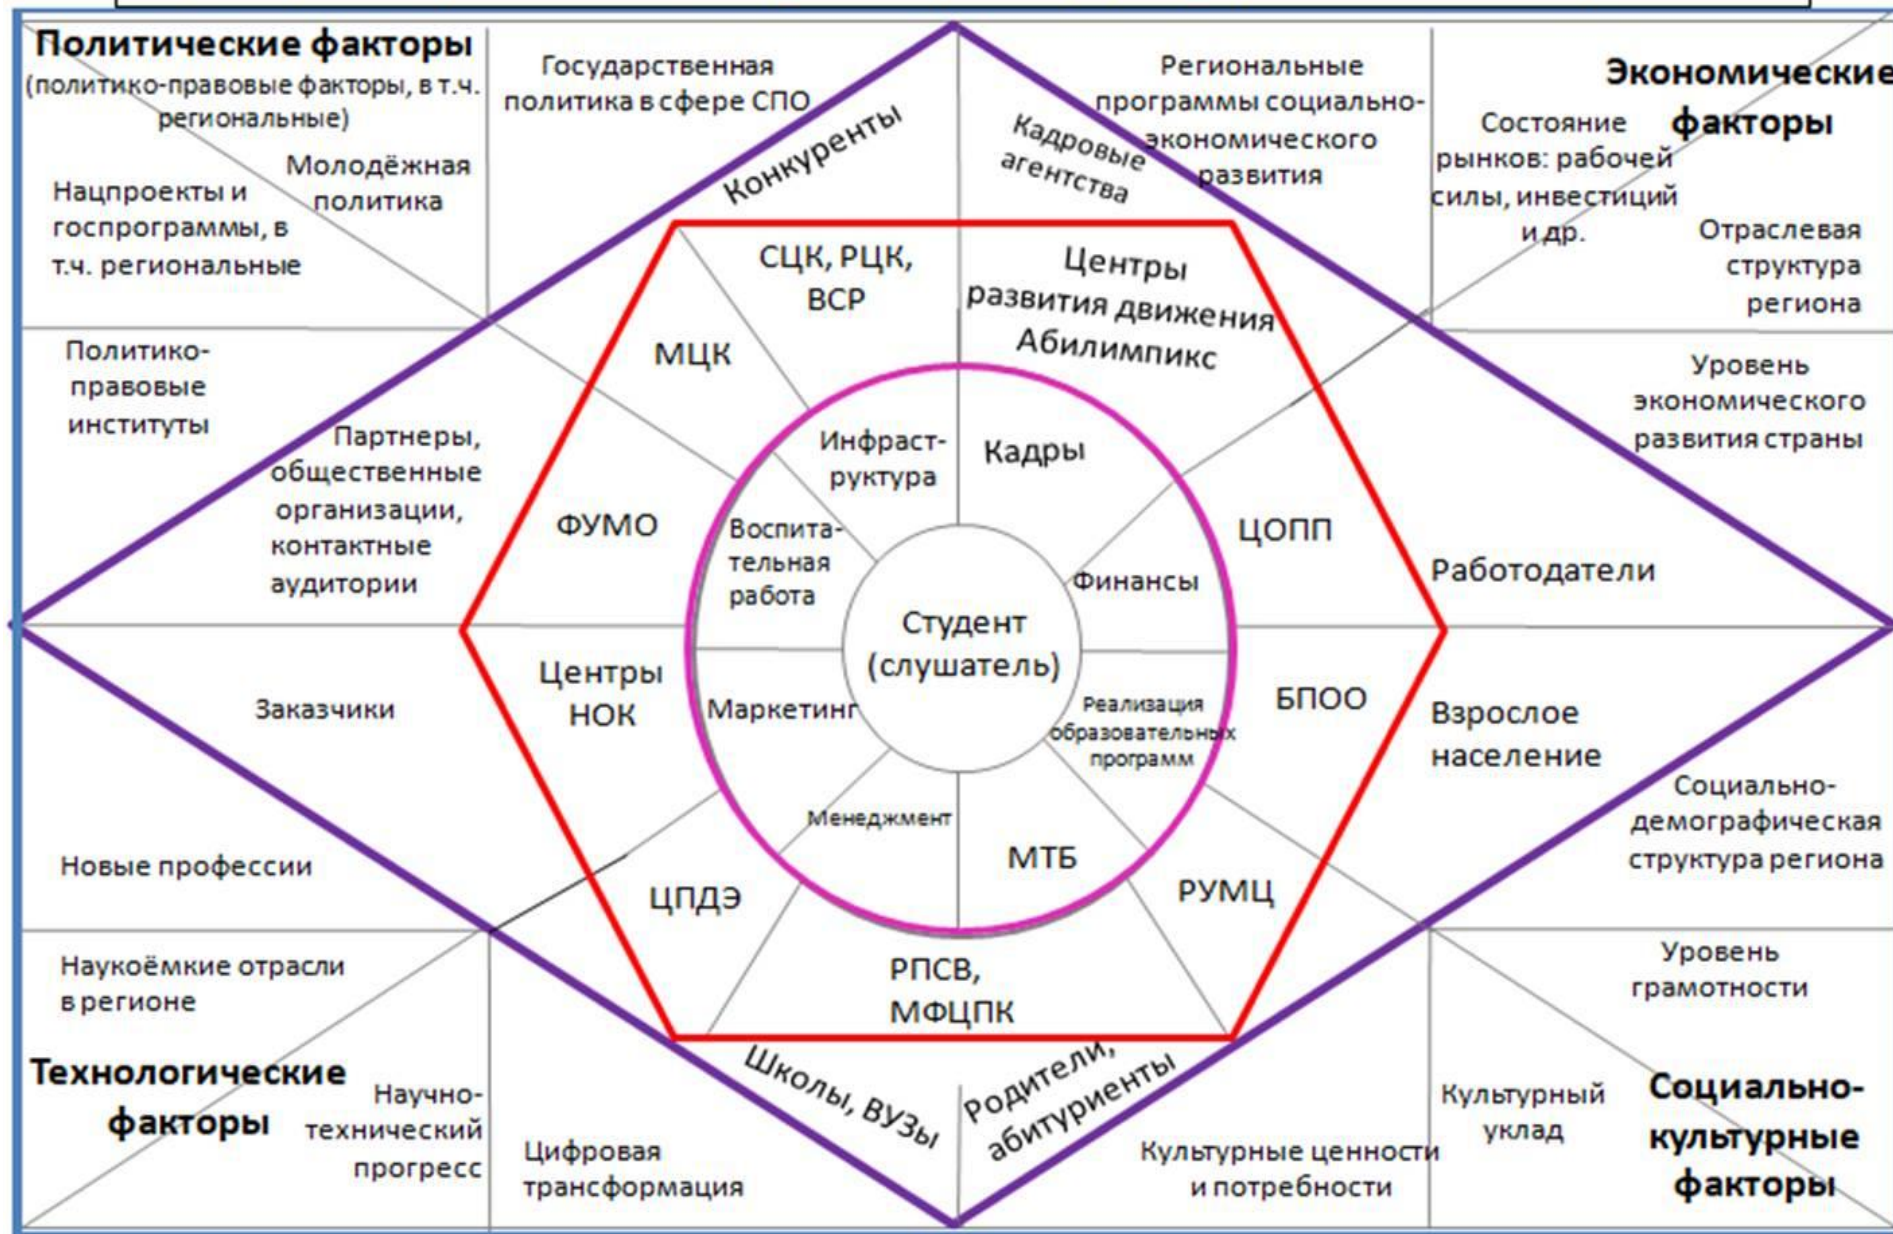 Политические факторы
(политико-правовые факторы, в т.ч.
региональные)
Молодёжная
политика
Нацпроекты и
госпрограммы, в
т.ч. региональные
Государственная
политика в сфере СПО
Региональные
программы социально-
экономического
развития
Экономические
факторы
Состояние
рынков: рабочей
силы, инвестиций
и др.
Отраслевая
структура
региона
Политико-
правовые
институты
Уровень
экономического
развития страны
Конкуренты
Кадровые
агентства
Партнеры,
общественные
организации,
контактные
аудитории
Работодатели
СЦК, РЦК,
ВСР
Центры
развития движения
Абилимпикс
МЦК
ФУМО
ЦОПП
Инфраст-
руктура
Кадры
Воспита-
тельная
работа
Финансы
Студент
(слушатель)
Маркетинг
Реализация
образовательных
программ
Менеджмент
МТБ
Центры
НОК
БПОО
ЦПДЭ
РУМЦ
РПСВ,
МФЦПК
Заказчики
Взрослое
население
Школы, ВУЗы
Родители,
абитуриенты
Новые профессии
Социально-
демографическая
структура региона
Наукоёмкие отрасли
в регионе
Технологические
факторы
Научно-
технический
прогресс
Цифровая
трансформация
Культурные ценности
и потребности
Уровень
грамотности
Культурный
уклад
Социально-
культурные
факторы